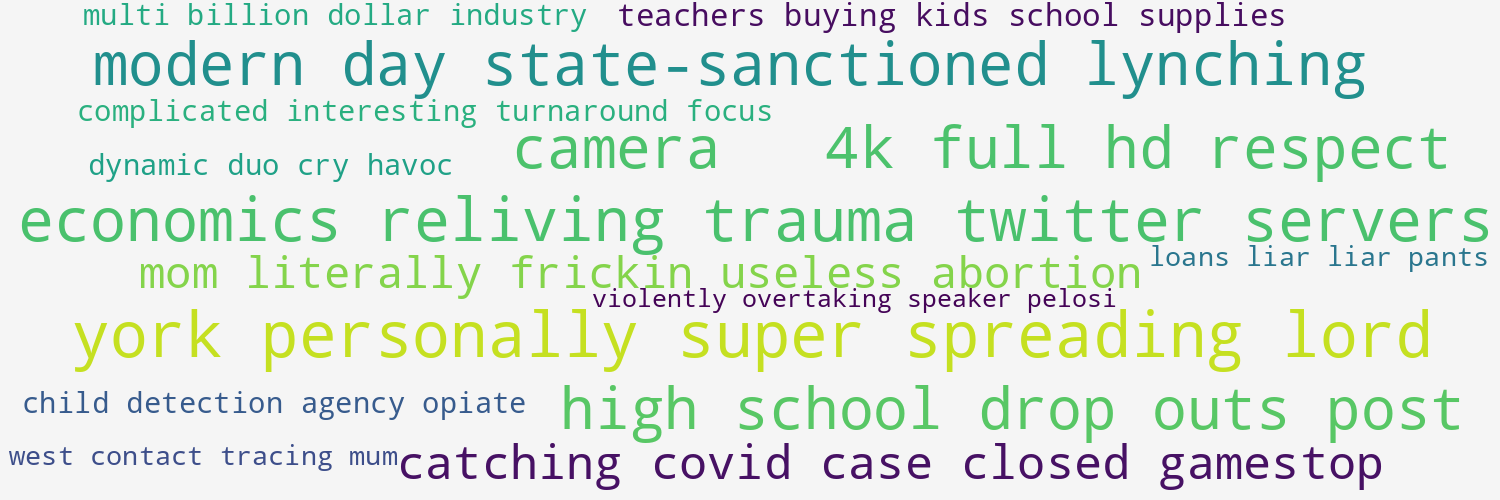 multi billion dollar industry
teachers buying kids school supplies
modern day state-sanctioned lynching
complicated interesting turnaround focus
camera 4k full hd respect
dynamic duo cry havoc
economics reliving trauma twitter servers
loans liar liar pants
mom literally frickin useless abortion
violently overtaking speaker pelosi
york personally super spreading lord
child detection agency opiate
high school drop outs post
west contact tracing mum
catching covid case closed gamestop